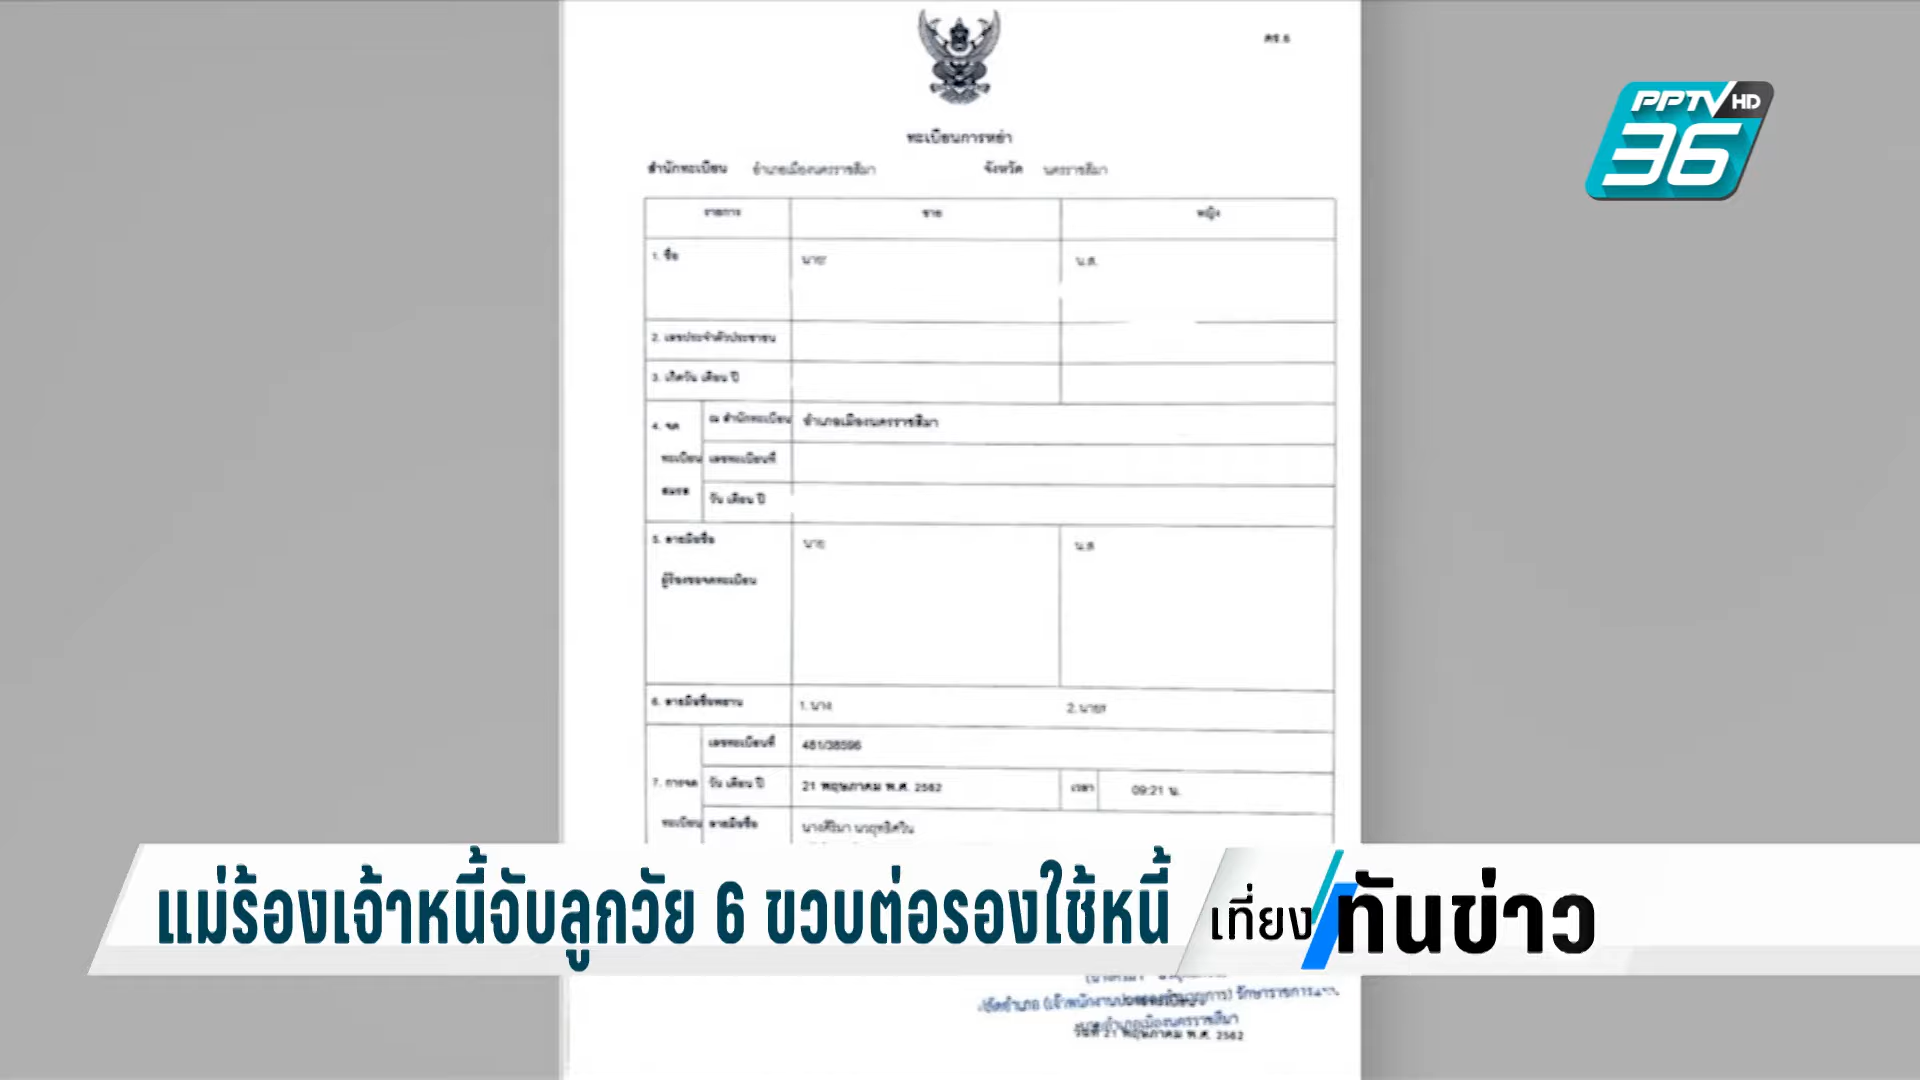 คร.6
PPTV HD
36
ทะเบียนการหย่า
สำนักทะเบียน อำเภอเมืองนครราชสีมา จังหวัด นครราชสีมา
รายการ ชาย หญิง
1. ชื่อ นาย น.ส.
2. เลขประจำตัวประชาชน
3. เกิดวัน เดือน ปี
4. จด ณ สำนักทะเบียน อำเภอเมืองนครราชสีมา
ทะเบียน เลขทะเบียนที่
สมรส วัน เดือน ปี
5. ลายมือชื่อ นาย น.ส
ผู้ร้องขอจดทะเบียน
6. ลายมือชื่อพยาน 1. นาง 2. นาย
เลขทะเบียนที่ 481/38596
7. การจด วัน เดือน ปี 21 พฤษภาคม พ.ศ. 2562 เวลา 09:21 น.
ทะเบียน ลายมือชื่อ
แม่ร้องเจ้าหนี้จับลูกวัย 6 ขวบต่อรองใช้หนี้
เที่ยงทันข่าว
รักษาราชการแทน
นายอำเภอเมืองนครราชสีมา
วันที่ 21 พฤษภาคม พ.ศ. 2562